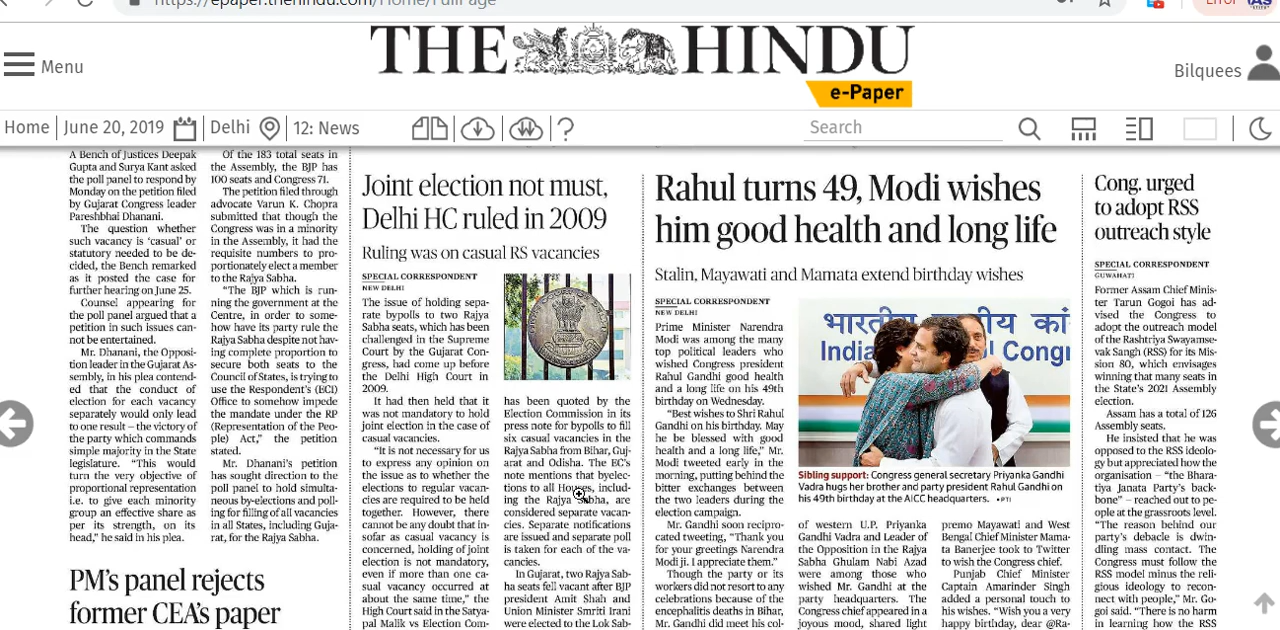 https://epaper.thehindu.com/Home/FullPage
Error
IAS
THE HINDU
e-Paper
Menu
Bilquees
Home
June 20, 2019
Delhi
12: News
?
Search
A Bench of Justices Deepak
Gupta and Surya Kant asked
the poll panel to respond by
Monday on the petition filed
by Gujarat Congress leader
Pareshbhai Dhanani.
The question whether
such vacancy is 'casual' or
statutory needed to be de-
cided, the Bench remarked
as it posted the case for
further hearing on June 25.
Counsel appearing for
the poll panel argued that a
petition in such issues can-
not be entertained.
Mr. Dhanani, the Opposi-
tion leader in the Gujarat As-
sembly, in his plea contend-
ed that the conduct of
election for each vacancy
separately would only lead
to one result – the victory of
the party which commands
simple majority in the State
legislature. “This would
turn the very objective of
proportional representation
i.e. to give each minority
group an effective share as
per its strength, on its
head,” he said in his plea.
Of the 183 total seats in
the Assembly, the BJP has
100 seats and Congress 71.
The petition filed through
advocate Varun K. Chopra
submitted that though the
Congress was in a minority
in the Assembly, it had the
requisite numbers to pro-
portionately elect a member
to the Rajya Sabha.
“The BJP which is run-
ning the government at the
Centre, in order to some-
how have its party rule the
Rajya Sabha despite not hav-
ing complete proportion to
secure both seats to the
Council of States, is trying to
use the Respondent's (ECI)
Office to somehow impede
the mandate under the RP
(Representation of the Peo-
ple) Act,” the petition
stated.
Mr. Dhanani's petition
has sought direction to the
poll panel to hold simulta-
neous by-elections and poll-
ing for filling of all vacancies
in all States, including Guja-
rat, for the Rajya Sabha.
PM's panel rejects
former CEA's paper
Joint election not must,
Delhi HC ruled in 2009
Ruling was on casual RS vacancies
SPECIAL CORRESPONDENT
NEW DELHI
The issue of holding sepa-
rate bypolls to two Rajya
Sabha seats, which has been
challenged in the Supreme
Court by the Gujarat Con-
gress, had come up before
the Delhi High Court in
2009.
It had then held that it
was not mandatory to hold
joint election in the case of
casual vacancies.
“It is not necessary for us
to express any opinion on
the issue as to whether the
elections to regular vacan-
cies are required to be held
together. However, there
cannot be any doubt that in-
sofar as casual vacancy is
concerned, holding of joint
election is not mandatory,
even if more than one ca-
sual vacancy occurred at
about the same time,” the
High Court said in the Satya-
pal Malik vs Election Com-
has been quoted by the
Election Commission in its
press note for bypolls to fill
six casual vacancies in the
Rajya Sabha from Bihar, Guj-
arat and Odisha. The EC's
note mentions that byelec-
tions to all Houses, includ-
ing the Rajya Sabha, are
considered separate vacan-
cies. Separate notifications
are issued and separate poll
is taken for each of the va-
cancies.
In Gujarat, two Rajya Sab-
ha seats fell vacant after BJP
president Amit Shah and
Union Minister Smriti Irani
were elected to the Lok Sab-
Rahul turns 49, Modi wishes
him good health and long life
Stalin, Mayawati and Mamata extend birthday wishes
SPECIAL CORRESPONDENT
NEW DELHI
Prime Minister Narendra
Modi was among the many
top political leaders who
wished Congress president
Rahul Gandhi good health
and a long life on his 49th
birthday on Wednesday.
“Best wishes to Shri Rahul
Gandhi on his birthday. May
he be blessed with good
health and a long life,” Mr.
Modi tweeted early in the
morning, putting behind the
bitter exchanges between
the two leaders during the
election campaign.
Mr. Gandhi soon recipro-
cated tweeting, “Thank you
for your greetings Narendra
Modi ji. I appreciate them.”
Though the party or its
workers did not resort to any
celebrations because of the
encephalitis deaths in Bihar,
Mr. Gandhi did meet his col-
Sibling support: Congress general secretary Priyanka Gandhi
Vadra hugs her brother and party president Rahul Gandhi on
his 49th birthday at the AICC headquarters. • PTI
of western U.P. Priyanka
Gandhi Vadra and Leader of
the Opposition in the Rajya
Sabha Ghulam Nabi Azad
were among those who
wished Mr. Gandhi at the
party headquarters. The
Congress chief appeared in a
joyous mood, shared light
premo Mayawati and West
Bengal Chief Minister Mama-
ta Banerjee took to Twitter
to wish the Congress chief.
Punjab Chief Minister
Captain Amarinder Singh
added a personal touch to
his wishes. “Wish you a very
happy birthday, dear @Ra-
Cong. urged
to adopt RSS
outreach style
SPECIAL CORRESPONDENT
GUWAHATI
Former Assam Chief Minis-
ter Tarun Gogoi has ad-
vised the Congress to
adopt the outreach model
of the Rashtriya Swayamse-
vak Sangh (RSS) for its Mis-
sion 80, which envisages
winning that many seats in
the State's 2021 Assembly
election.
Assam has a total of 126
Assembly seats.
He insisted that he was
opposed to the RSS ideolo-
gy but appreciated how the
organisation – “the Bhara-
tiya Janata Party's back-
bone” – reached out to pe-
ople at the grassroots level.
“The reason behind our
party's debacle is dwin-
dling mass contact. The
Congress must follow the
RSS model minus the reli-
gious ideology to recon-
nect with people,” Mr. Go-
goi said. “There is no harm
in learning how the RSS